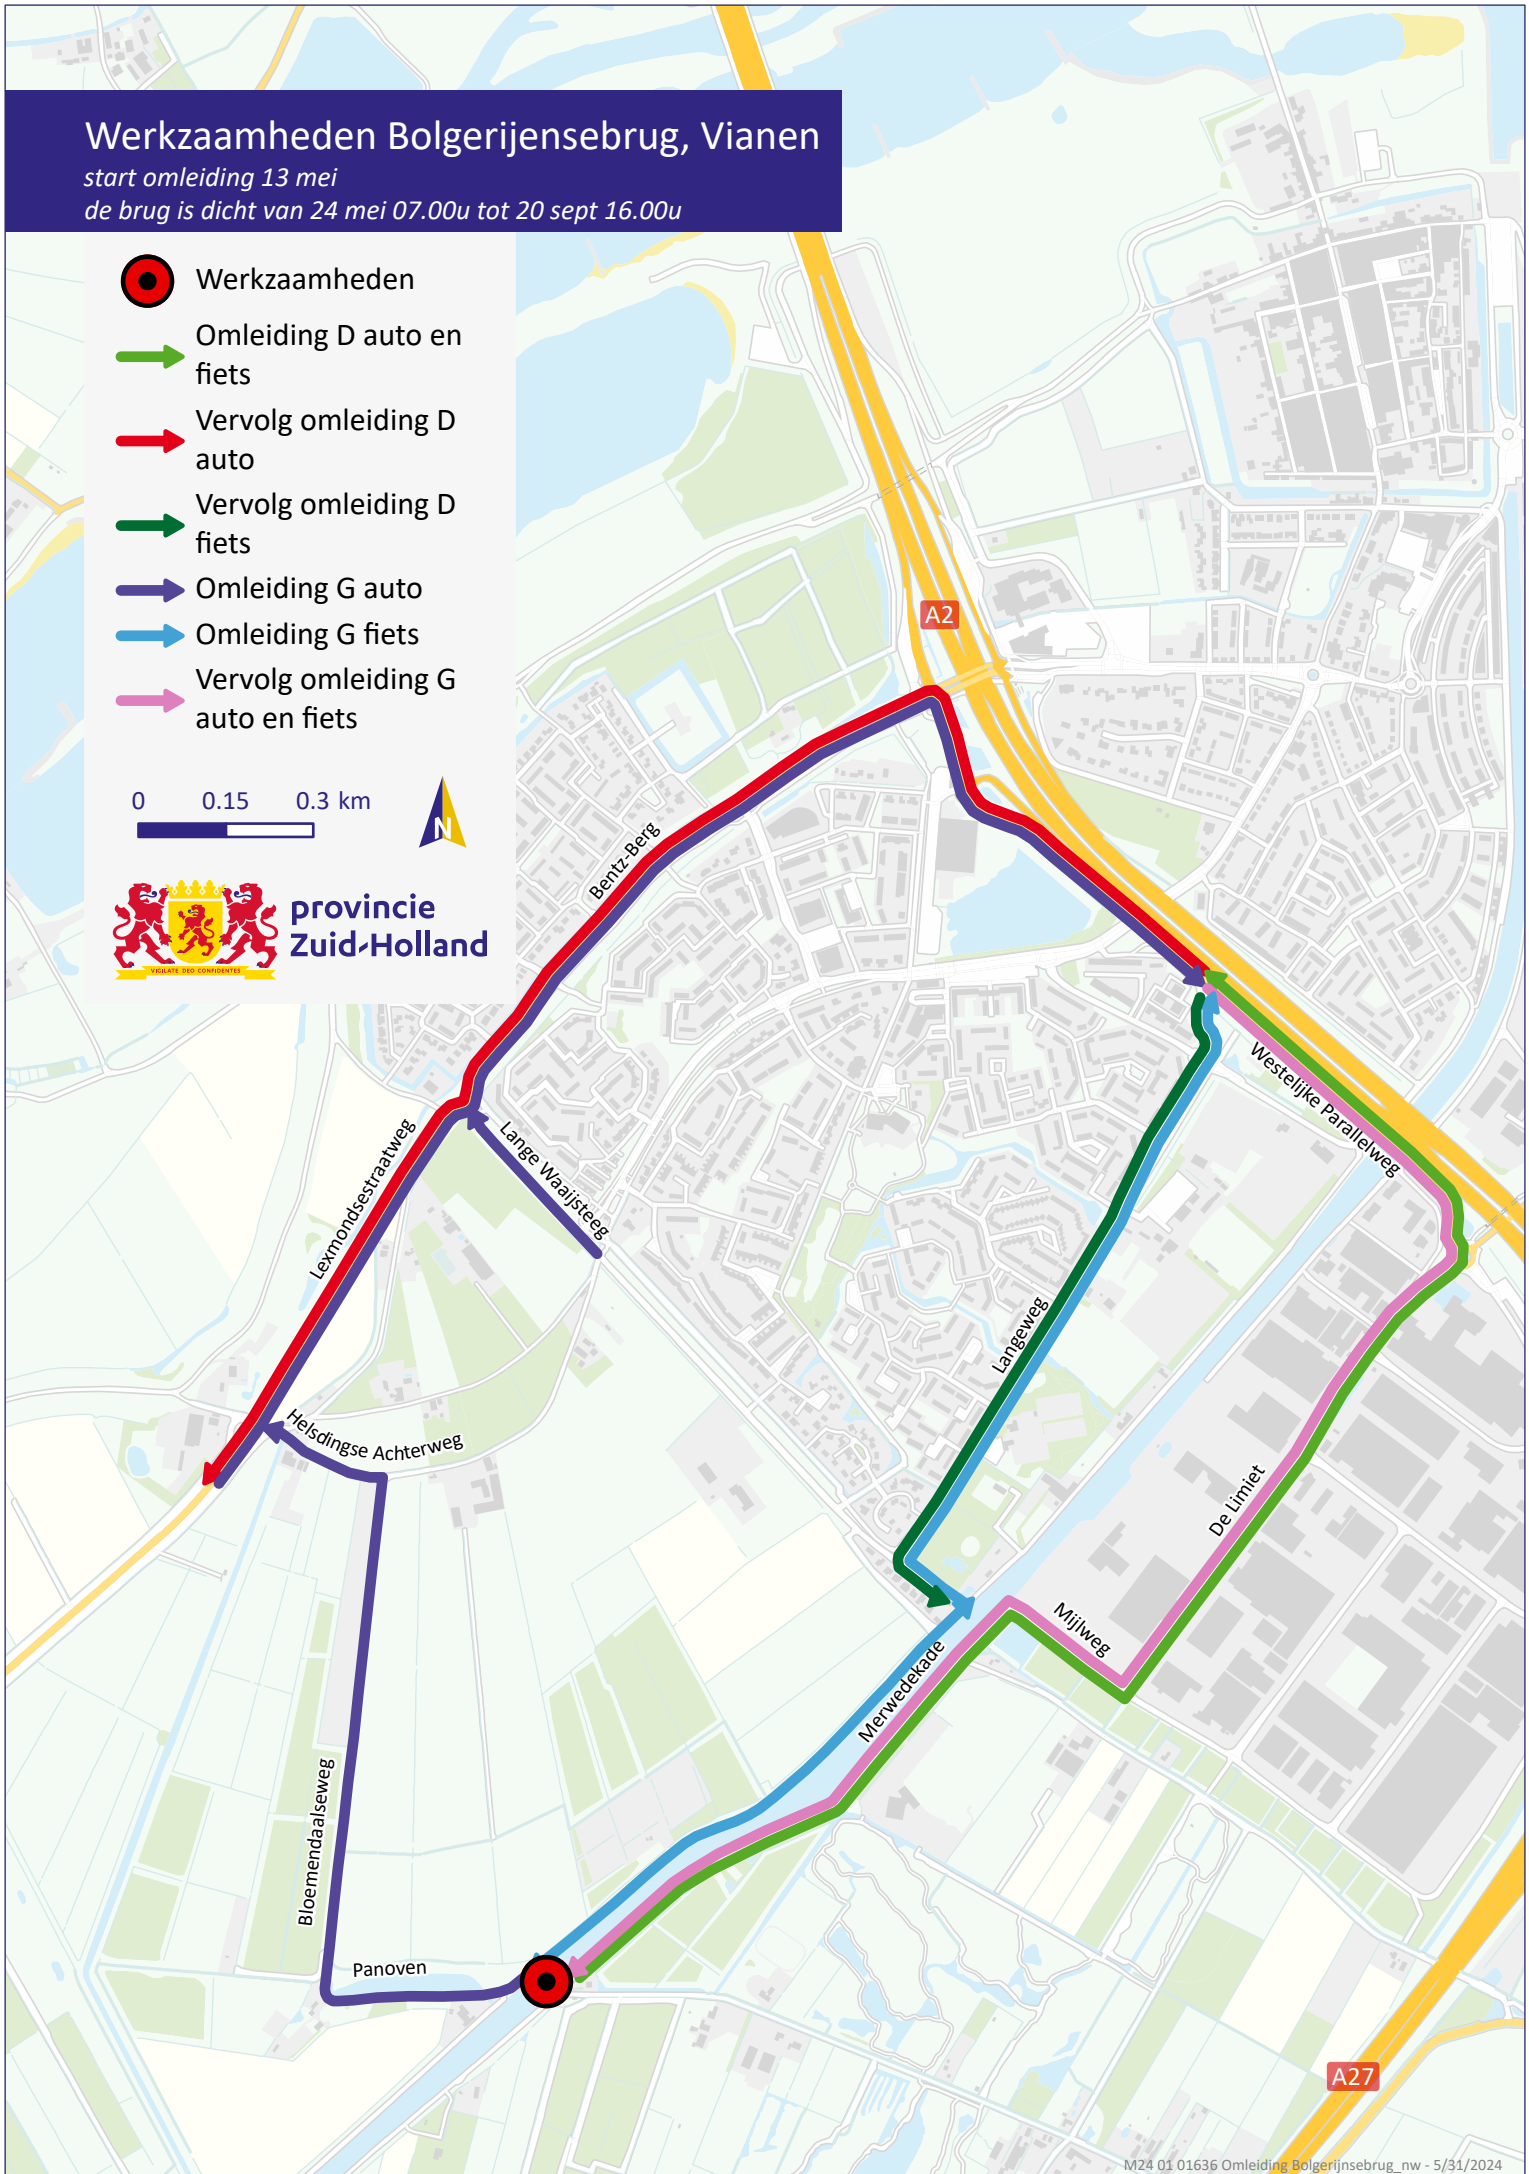 Werkzaamheden Bolgerijensebrug, Vianen
start omleiding 13 mei
de brug is dicht van 24 mei 07.00u tot 20 sept 16.00u
Werkzaamheden
Omleiding D auto en
fiets
Vervolg omleiding D
auto
Vervolg omleiding D
fiets
Omleiding G auto
Omleiding G fiets
Vervolg omleiding G
auto en fiets
0 0.15 0.3 km
N
provincie
Zuid-Holland
VIGILATE DEO CONFIDENTES
A2
Bentz-Berg
Westelijke Parallelweg
Lange Waaijsteeg
Lexmondsestraatweg
Langeweg
Helsdingse Achterweg
De Limiet
Mijlweg
Merwedekade
Bloemendaalseweg
Panoven
A27
M24 01 01636 Omleiding Bolgerijnsebrug_nw - 5/31/2024